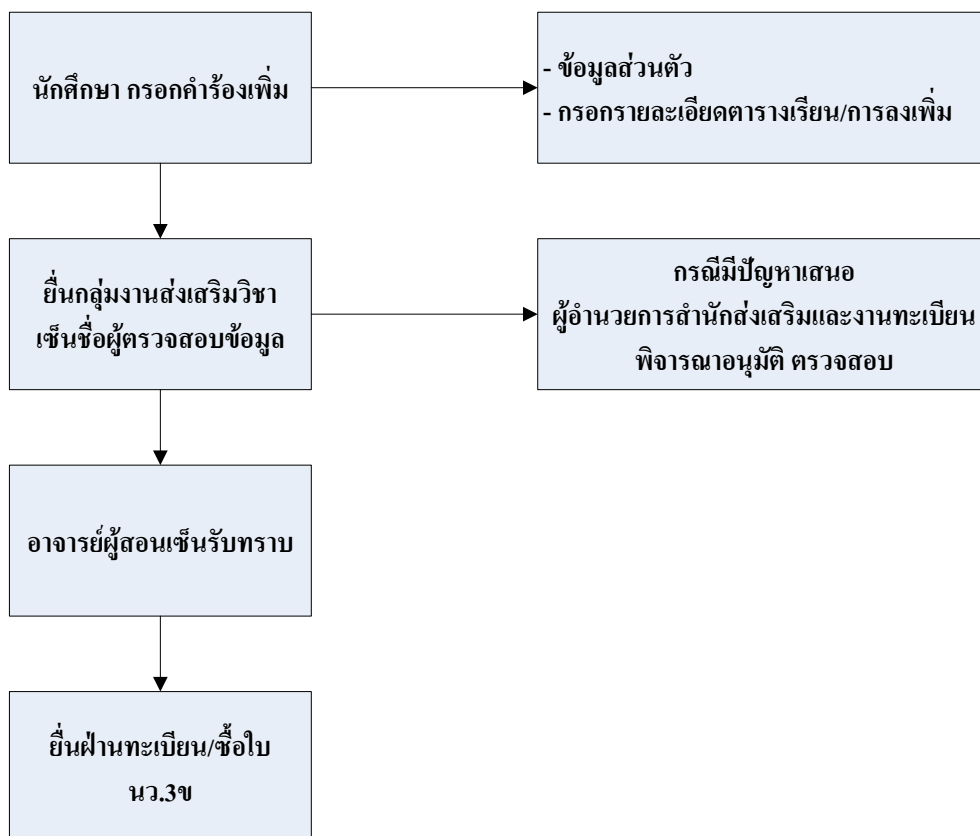 นักศึกษา กรอกคำร้องเพิ่ม
- ข้อมูลส่วนตัว
- กรอกรายละเอียดตารางเรียน/การลงเพิ่ม
ยื่นกลุ่มงานส่งเสริมวิชา
เซ็นชื่อผู้ตรวจสอบข้อมูล
กรณีมีปัญหาเสนอ
ผู้อำนวยการสำนักส่งเสริมและงานทะเบียน
พิจารณาอนุมัติ ตรวจสอบ
อาจารย์ผู้สอนเซ็นรับทราบ
ยื่นฝ่ายทะเบียน/ซื้อใบ
นว.3ข